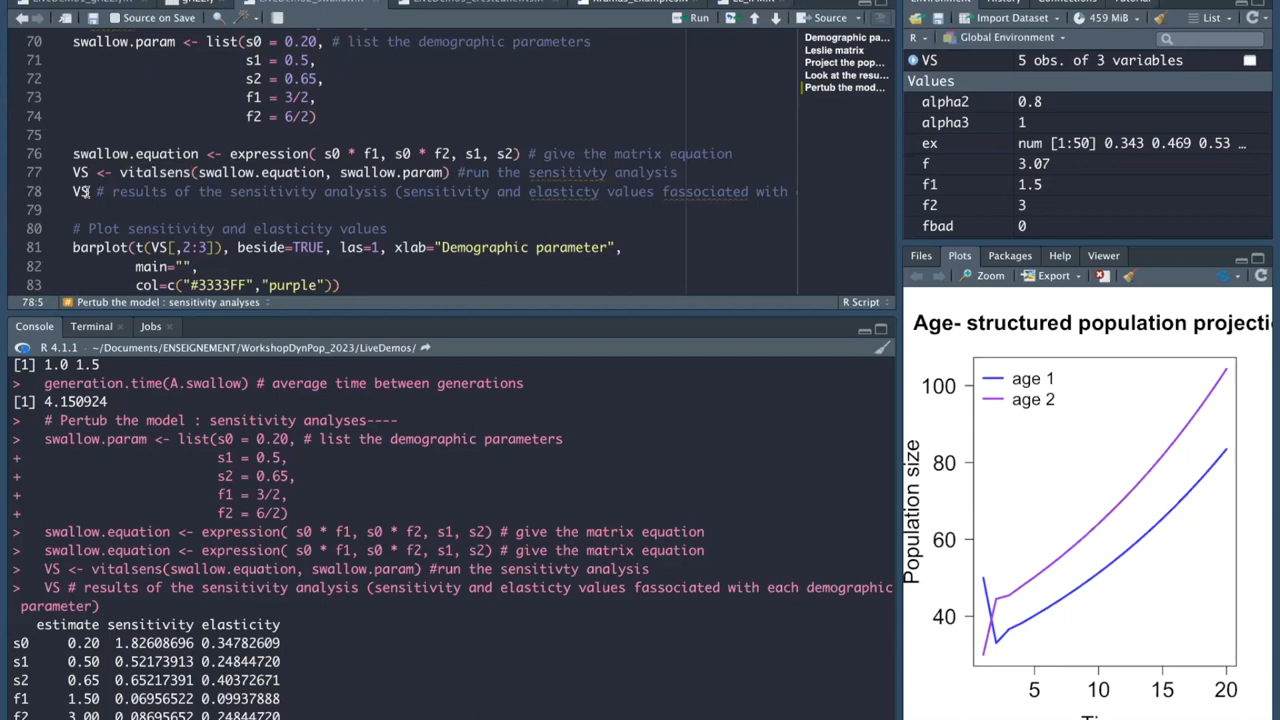 Source on Save
Run
Source
70 swallow.param <- list(s0 = 0.20, # list the demographic parameters
71 s1 = 0.5,
72 s2 = 0.65,
73 f1 = 3/2,
74 f2 = 6/2)
75
76 swallow.equation <- expression( s0 * f1, s0 * f2, s1, s2) # give the matrix equation
77 VS <- vitalsens(swallow.equation, swallow.param) #run the sensitivty analysis
78 VS # results of the sensitivity analysis (sensitivity and elasticty values fassociated with
79
80 # Plot sensitivity and elasticity values
81 barplot(t(VS[,2:3]), beside=TRUE, las=1, xlab="Demographic parameter",
82 main="",
83 col=c("#3333FF","purple"))
Demographic pa...
Leslie matrix
Project the pop...
Look at the resu...
Pertub the mod...
78:5 Pertub the model : sensitivity analyses
R Script
Console Terminal Jobs
R 4.1.1 · ~/Documents/ENSEIGNEMENT/WorkshopDynPop_2023/LiveDemos/
[1] 1.0 1.5
> generation.time(A.swallow) # average time between generations
[1] 4.150924
> # Pertub the model : sensitivity analyses----
> swallow.param <- list(s0 = 0.20, # list the demographic parameters
+ s1 = 0.5,
+ s2 = 0.65,
+ f1 = 3/2,
+ f2 = 6/2)
> swallow.equation <- expression( s0 * f1, s0 * f2, s1, s2) # give the matrix equation
> swallow.equation <- expression( s0 * f1, s0 * f2, s1, s2) # give the matrix equation
> VS <- vitalsens(swallow.equation, swallow.param) #run the sensitivty analysis
> VS # results of the sensitivity analysis (sensitivity and elasticty values fassociated with each demographic
parameter)
estimate sensitivity elasticity
s0 0.20 1.82608696 0.34782609
s1 0.50 0.52173913 0.24844720
s2 0.65 0.65217391 0.40372671
f1 1.50 0.06956522 0.09937888
f2 3.00 0.08695652 0.24844720
Environment History Connections Tutorial
Import Dataset 459 MiB List
R Global Environment
VS 5 obs. of 3 variables
Values
alpha2 0.8
alpha3 1
ex num [1:50] 0.343 0.469 0.53 ...
f 3.07
f1 1.5
f2 3
fbad 0
Files Plots Packages Help Viewer
Zoom Export
Age- structured population projecti
age 1
age 2
Population size
100
80
60
40
5 10 15 20